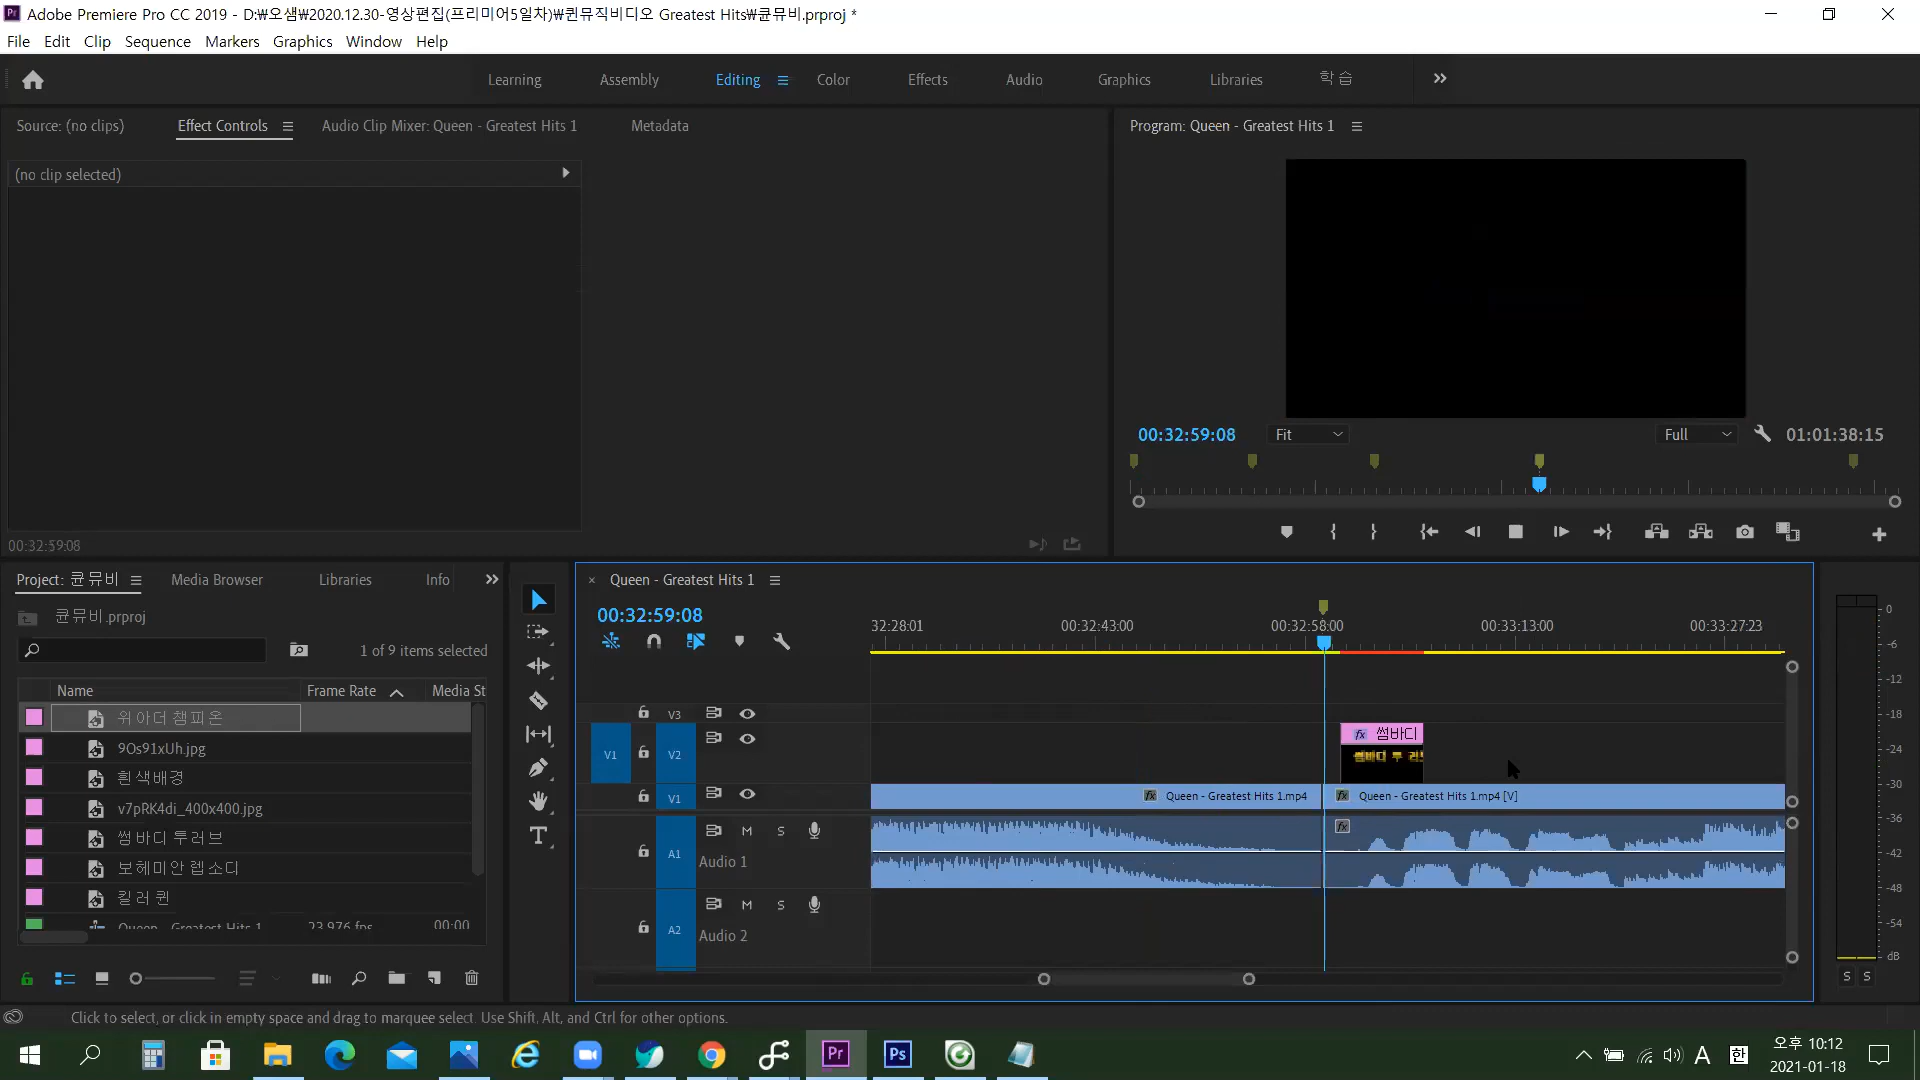 Adobe Premiere Pro CC 2019 - D:₩오샘₩2020.12.30-영상편집(프리미어5일차)₩퀸뮤직비디오 Greatest Hits₩큔뮤비.prproj *
File Edit Clip Sequence Markers Graphics Window Help
Learning Assembly Editing Color Effects Audio Graphics Libraries 학습
Source: (no clips) Effect Controls Audio Clip Mixer: Queen - Greatest Hits 1 Metadata
Program: Queen - Greatest Hits 1
(no clip selected)
00:32:59:08 Fit Full 01:01:38:15
00:32:59:08
Project: 큔뮤비 Media Browser Libraries Info
Queen - Greatest Hits 1
큔뮤비.prproj
00:32:59:08
1 of 9 items selected
32:28:01 00:32:43:00 00:32:58:00 00:33:13:00 00:33:27:23
Name Frame Rate Media St
위아더 챔피온
9Os91xUh.jpg
흰색배경
v7pRK4di_400x400.jpg
썸바디 투러브
보헤미안 렙소디
킬러 퀸
Queen - Greatest Hits 1 23.976 fps 00:00
V3
V1 V2
fx 썸바디
V1
fx Queen - Greatest Hits 1.mp4
fx Queen - Greatest Hits 1.mp4 [V]
M S
A1 Audio 1
fx
M S
A2 Audio 2
0
-6
-12
-18
-24
-30
-36
-42
-48
-54
dB
S S
Click to select, or click in empty space and drag to marquee select. Use Shift, Alt, and Ctrl for other options.
Pr Ps A 한
오후 10:12
2021-01-18